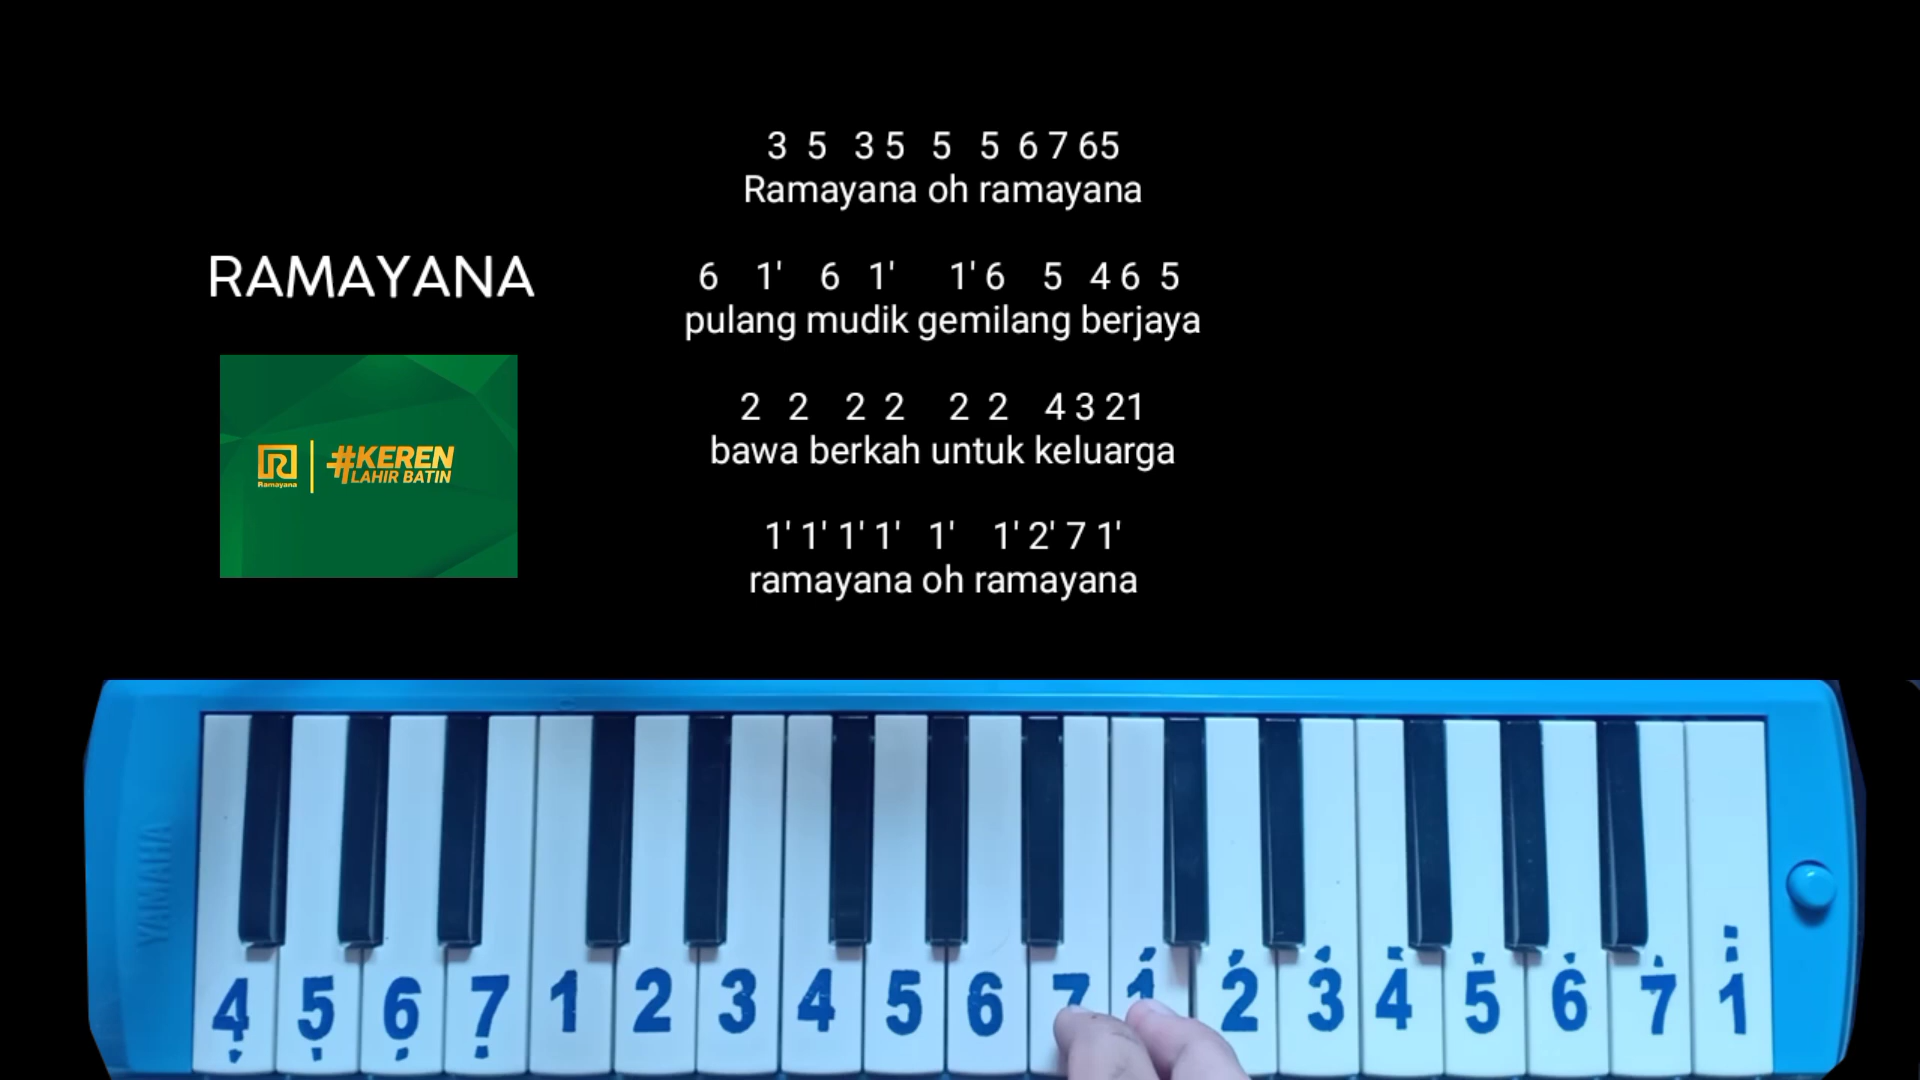 3 5 3 5 5 5 6 7 65
Ramayana oh ramayana
6 1' 6 1' 1' 6 5 4 6 5
pulang mudik gemilang berjaya
2 2 2 2 2 2 4 3 21
bawa berkah untuk keluarga
1' 1' 1' 1' 1' 1' 2' 7 1'
ramayana oh ramayana
RAMAYANA
Ramayana
#KEREN
LAHIR BATIN
YAMAHA
4 5 6 7 1 2 3 4 5 6 7 1 2 3 4 5 6 7 1